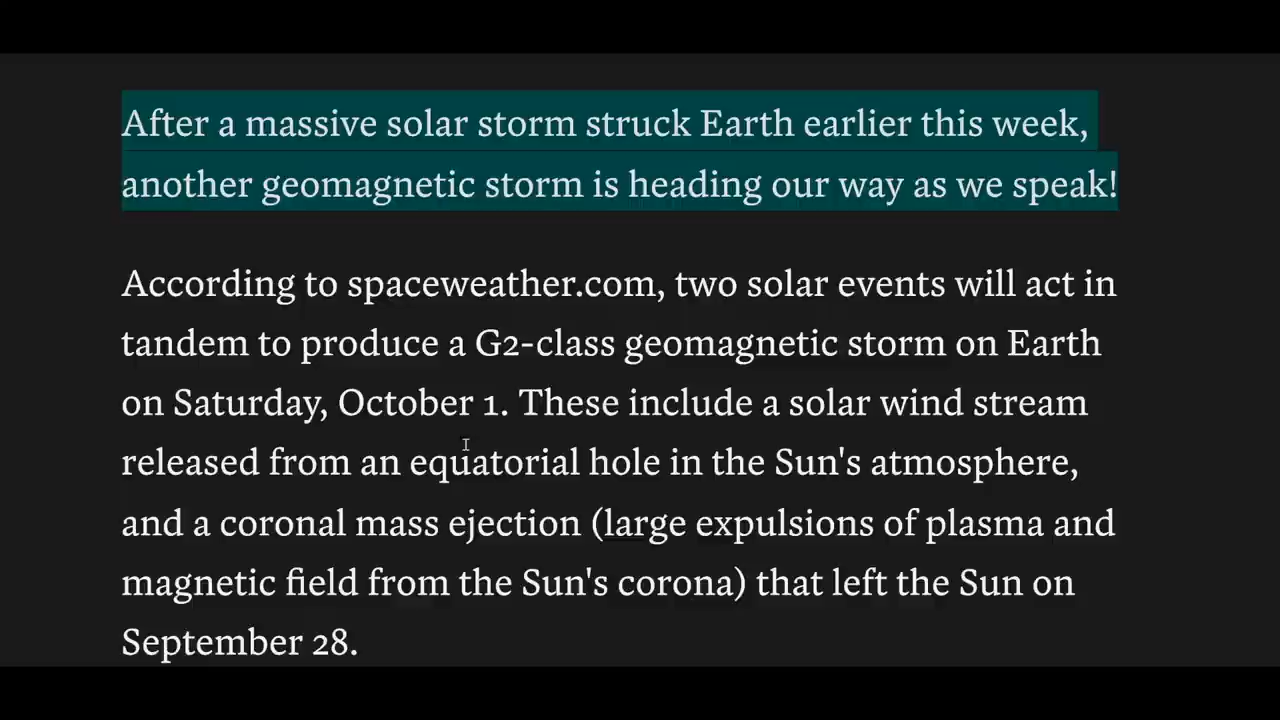 After a massive solar storm struck Earth earlier this week,
another geomagnetic storm is heading our way as we speak!
According to spaceweather.com, two solar events will act in
tandem to produce a G2-class geomagnetic storm on Earth
on Saturday, October 1. These include a solar wind stream
released from an equatorial hole in the Sun's atmosphere,
and a coronal mass ejection (large expulsions of plasma and
magnetic field from the Sun's corona) that left the Sun on
September 28.